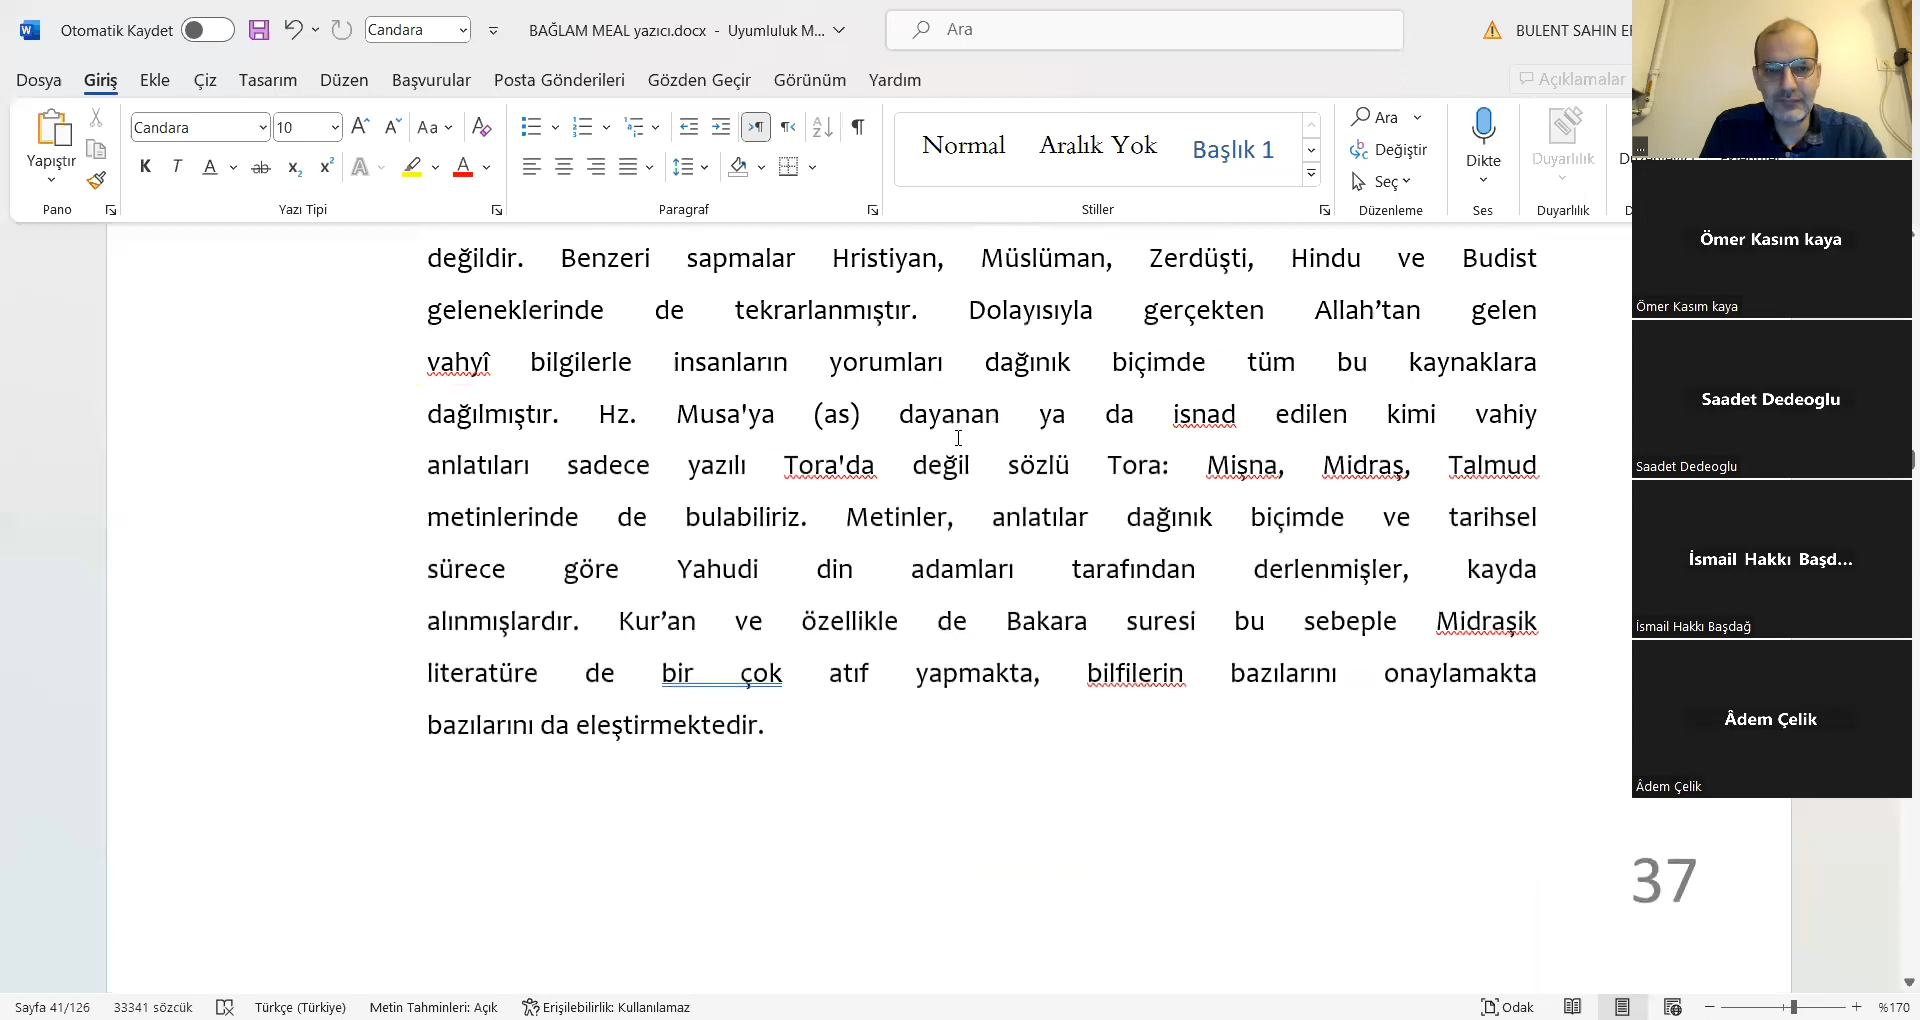 Otomatik Kaydet
Candara
BAĞLAM MEAL yazıcı.docx - Uyumluluk M...
Ara
BULENT SAHIN
Dosya Giriş Ekle Çiz Tasarım Düzen Başvurular Posta Gönderileri Gözden Geçir Görünüm Yardım
Açıklamalar
Yapıştır
Candara 10
Aa
K T A ab x₂ x²
Normal Aralık Yok Başlık 1
Ara
Değiştir
Seç
Dikte
Duyarlılık
Pano Yazı Tipi Paragraf Stiller Düzenleme Ses Duyarlılık
değildir. Benzeri sapmalar Hristiyan, Müslüman, Zerdüşti, Hindu ve Budist
geleneklerinde de tekrarlanmıştır. Dolayısıyla gerçekten Allah’tan gelen
vahyî bilgilerle insanların yorumları dağınık biçimde tüm bu kaynaklara
dağılmıştır. Hz. Musa'ya (as) dayanan ya da isnad edilen kimi vahiy
anlatıları sadece yazılı Tora'da değil sözlü Tora: Mişna, Midraş, Talmud
metinlerinde de bulabiliriz. Metinler, anlatılar dağınık biçimde ve tarihsel
sürece göre Yahudi din adamları tarafından derlenmişler, kayda
alınmışlardır. Kur’an ve özellikle de Bakara suresi bu sebeple Midraşik
literatüre de bir çok atıf yapmakta, bilfilerin bazılarını onaylamakta
bazılarını da eleştirmektedir.
37
Ömer Kasım kaya
Ömer Kasım kaya
Saadet Dedeoglu
Saadet Dedeoglu
İsmail Hakkı Başd...
İsmail Hakkı Başdağ
Âdem Çelik
Âdem Çelik
Sayfa 41/126 33341 sözcük Türkçe (Türkiye) Metin Tahminleri: Açık Erişilebilirlik: Kullanılamaz Odak %170